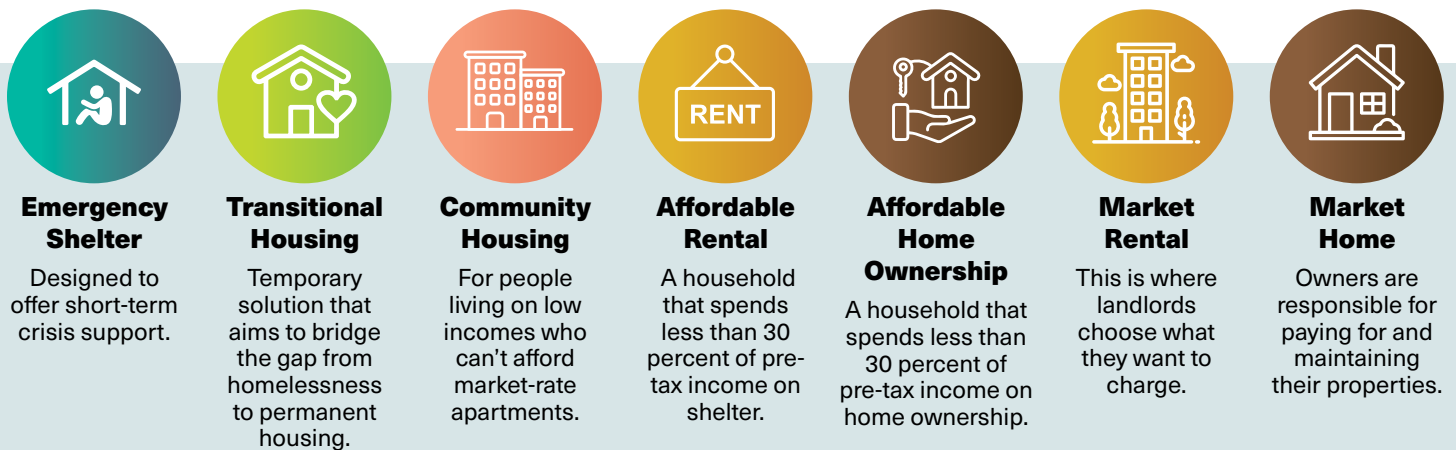 Emergency
Shelter
Designed to
offer short-term
crisis support.
Transitional
Housing
Temporary
solution that
aims to bridge
the gap from
homelessness
to permanent
housing.
Community
Housing
For people
living on low
incomes who
can't afford
market-rate
apartments.
RENT
Affordable
Rental
A household
that spends
less than 30
percent of pre-
tax income on
shelter.
Affordable
Home
Ownership
A household that
spends less than
30 percent of
pre-tax income on
home ownership.
Market
Rental
This is where
landlords
choose what
they want to
charge.
Market
Home
Owners are
responsible for
paying for and
maintaining
their properties.